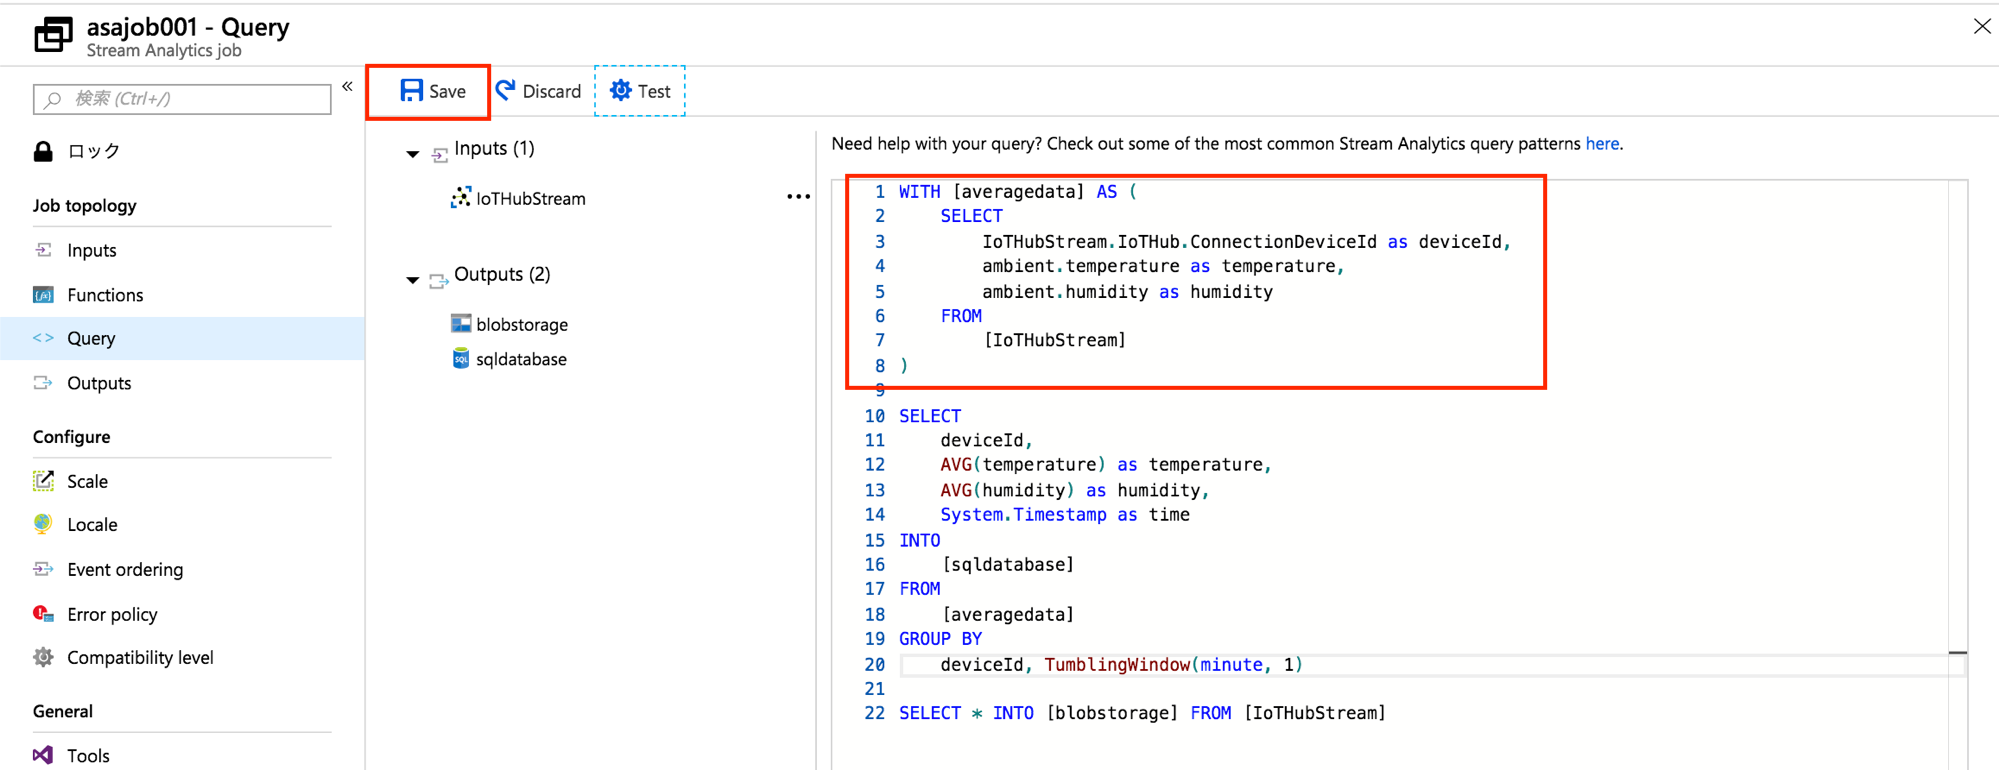 asajob001 - Query
Stream Analytics job
検索 (Ctrl+/)
«
ロック
Job topology
Inputs
Functions
Query
Outputs
Configure
Scale
Locale
Event ordering
Error policy
Compatibility level
General
Tools
Save
Discard
Test
Inputs (1)
IoTHubStream
Outputs (2)
blobstorage
SQL sqldatabase
Need help with your query? Check out some of the most common Stream Analytics query patterns here.
1 WITH [averagedata] AS (
2 SELECT
3 IoTHubStream.IoTHub.ConnectionDeviceId as deviceId,
4 ambient.temperature as temperature,
5 ambient.humidity as humidity
6 FROM
7 [IoTHubStream]
8 )
9
10 SELECT
11 deviceId,
12 AVG(temperature) as temperature,
13 AVG(humidity) as humidity,
14 System.Timestamp as time
15 INTO
16 [sqldatabase]
17 FROM
18 [averagedata]
19 GROUP BY
20 deviceId, TumblingWindow(minute, 1)
21
22 SELECT * INTO [blobstorage] FROM [IoTHubStream]